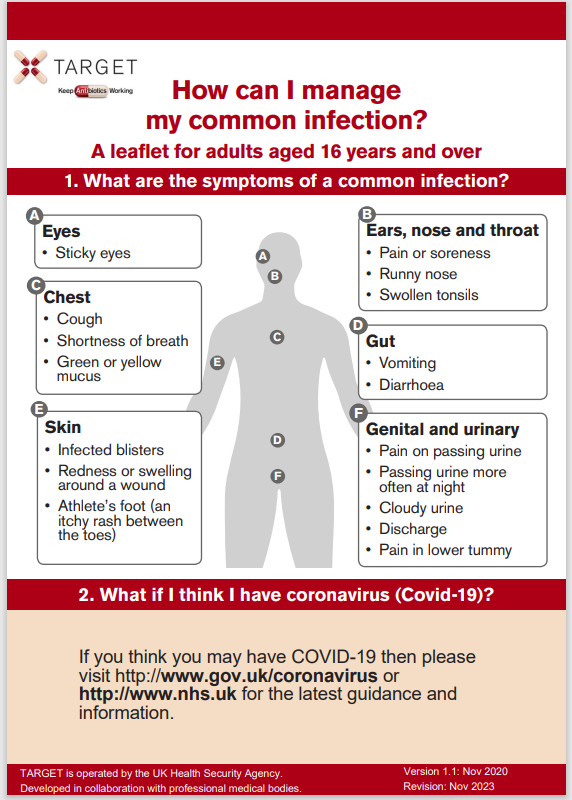 TARGET
Keep Antibiotics Working
How can I manage
my common infection?
A leaflet for adults aged 16 years and over
1. What are the symptoms of a common infection?
A
Eyes
• Sticky eyes
B
Ears, nose and throat
• Pain or soreness
• Runny nose
• Swollen tonsils
C
Chest
• Cough
• Shortness of breath
• Green or yellow
mucus
D
Gut
• Vomiting
• Diarrhoea
E
Skin
• Infected blisters
• Redness or swelling
around a wound
• Athlete's foot (an
itchy rash between
the toes)
F
Genital and urinary
• Pain on passing urine
• Passing urine more
often at night
• Cloudy urine
• Discharge
• Pain in lower tummy
A
B
C
E
D
F
2. What if I think I have coronavirus (Covid-19)?
If you think you may have COVID-19 then please
visit http://www.gov.uk/coronavirus or
http://www.nhs.uk for the latest guidance and
information.
TARGET is operated by the UK Health Security Agency.
Developed in collaboration with professional medical bodies.
Version 1.1: Nov 2020
Revision: Nov 2023